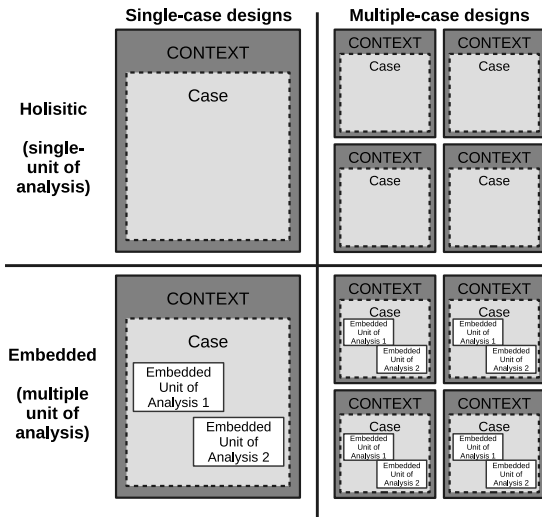 Single-case designs
Multiple-case designs
Holisitic
(single-
unit of
analysis)
CONTEXT
Case
CONTEXT
Case
CONTEXT
Case
CONTEXT
Case
CONTEXT
Case
Embedded
(multiple
unit of
analysis)
CONTEXT
Case
Embedded
Unit of
Analysis 1
Embedded
Unit of
Analysis 2
CONTEXT
Case
Embedded
Unit of
Analysis 1
Embedded
Unit of
Analysis 2
CONTEXT
Case
Embedded
Unit of
Analysis 1
Embedded
Unit of
Analysis 2
CONTEXT
Case
Embedded
Unit of
Analysis 1
Embedded
Unit of
Analysis 2
CONTEXT
Case
Embedded
Unit of
Analysis 1
Embedded
Unit of
Analysis 2